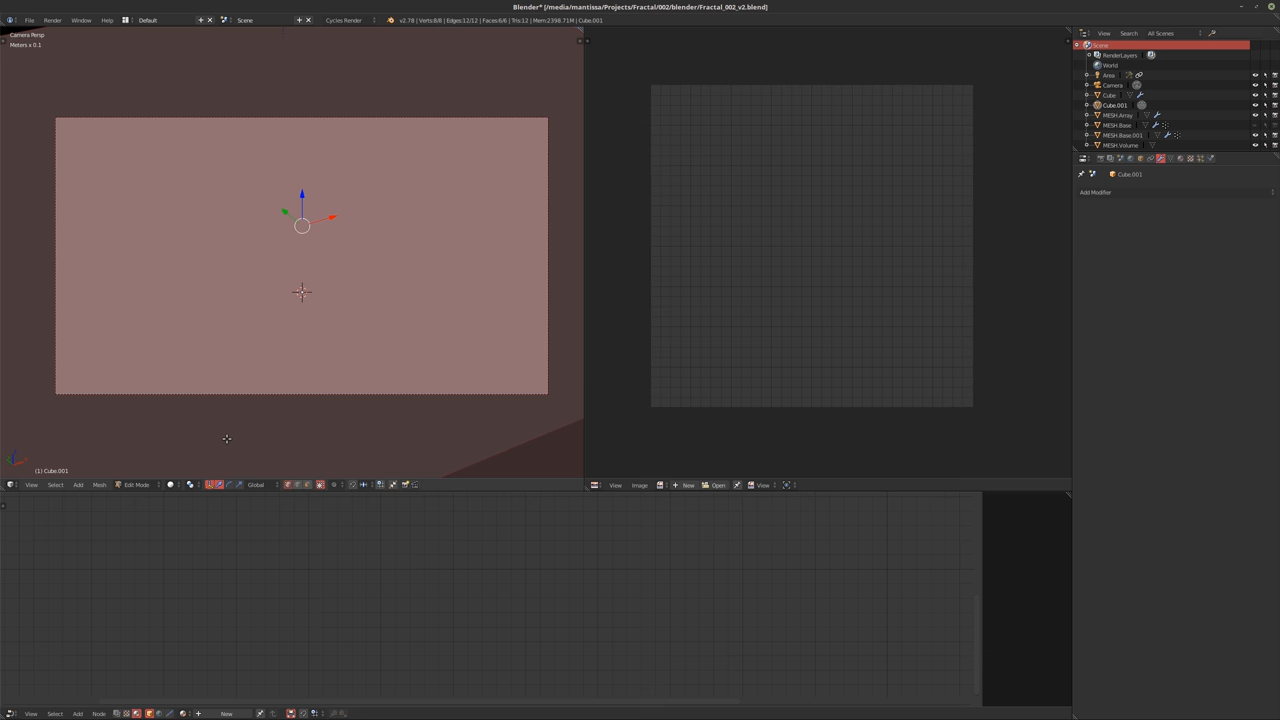 Blender* [/media/mantissa/Projects/Fractal/002/blender/Fractal_002_v2.blend]
File Render Window Help Default Scene Cycles Render v2.78 | Verts:8/8 | Edges:12/12 | Faces:6/6 | Tris:12 | Mem:2398.71M | Cube.001
Camera Persp
Meters x 0.1
(1) Cube.001
View Select Add Mesh Edit Mode Global
View Image New Open View
View Select Add Node New
View Search All Scenes
Scene
RenderLayers
World
Area
Camera
Cube
Cube.001
MESH.Array
MESH.Base
MESH.Base.001
MESH.Volume
Cube.001
Add Modifier